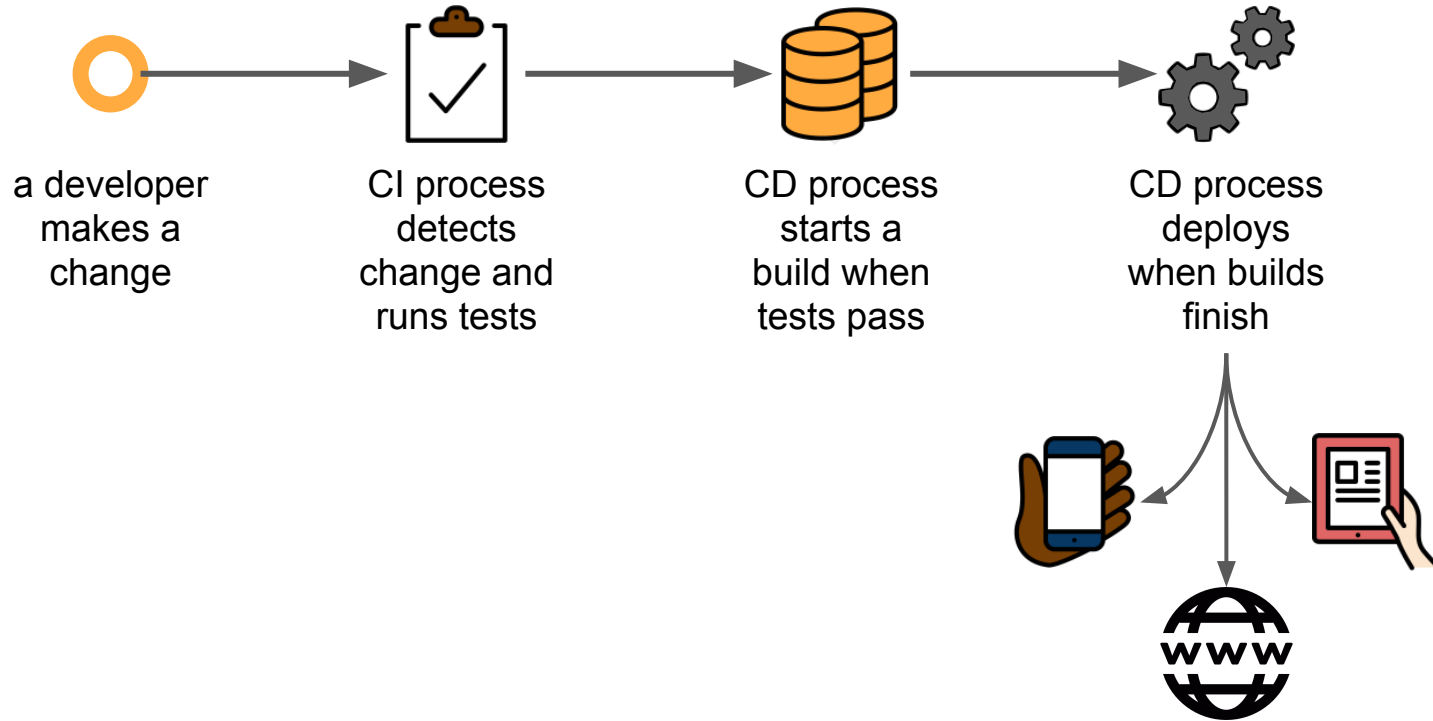 a developer
makes a
change
CI process
detects
change and
runs tests
CD process
starts a
build when
tests pass
CD process
deploys
when builds
finish
www